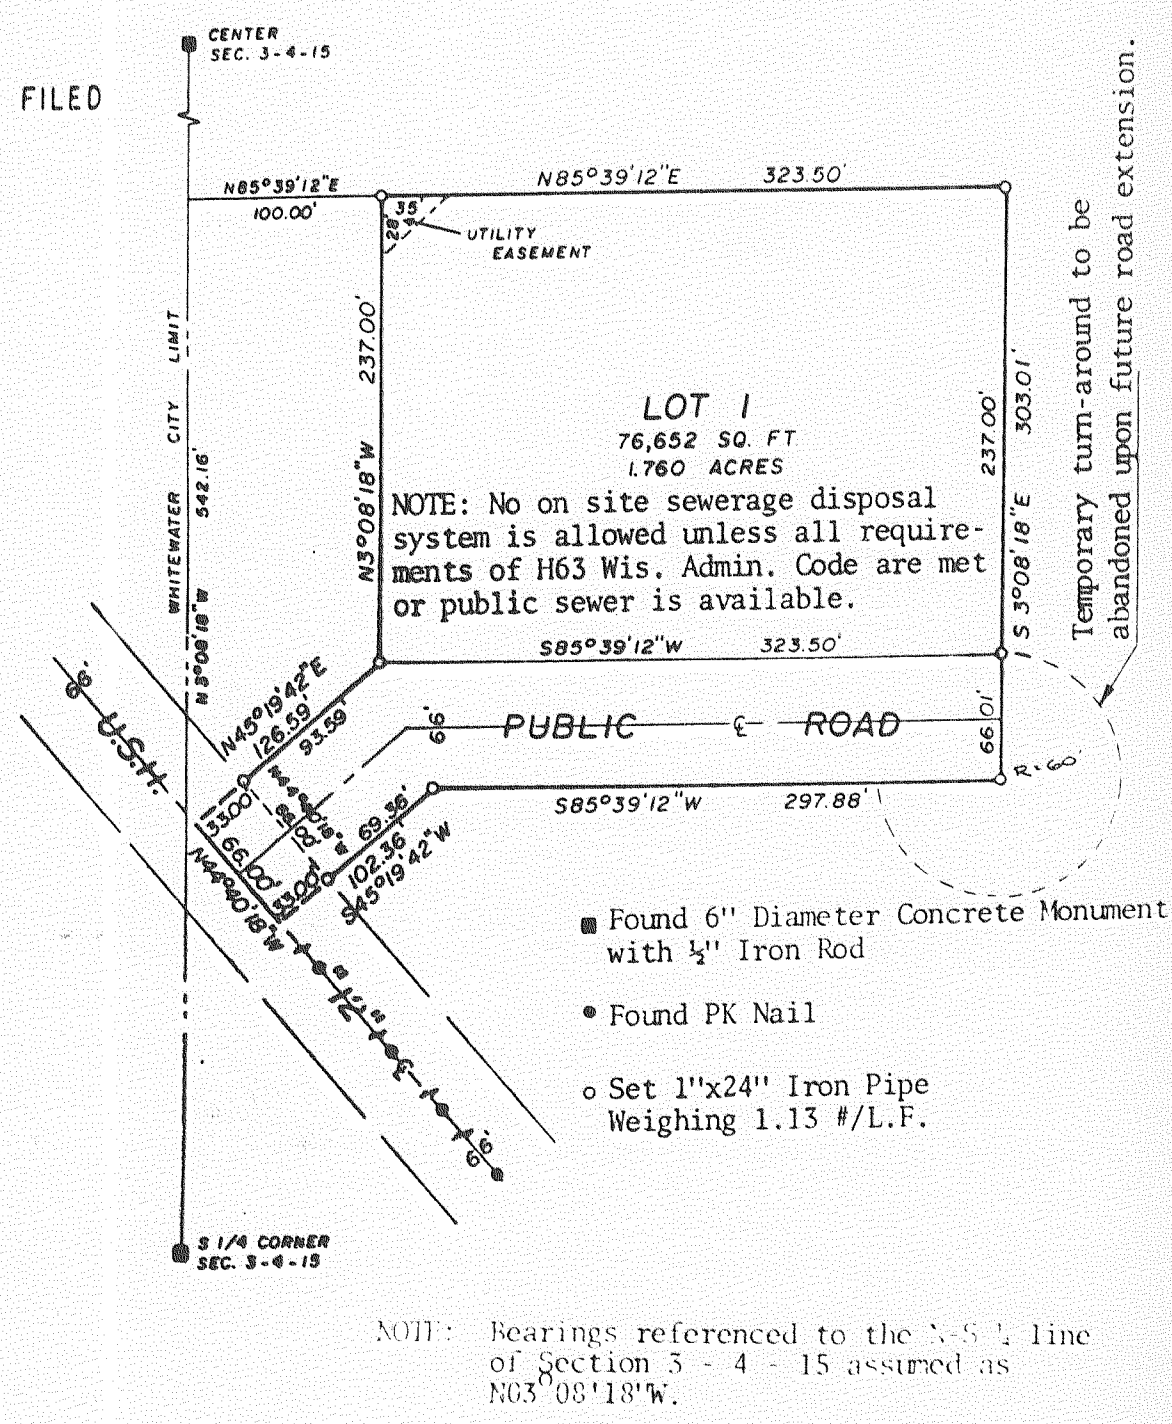 CENTER
SEC. 3-4-15
FILED
N85°39'12"E
100.00'
N85°39'12"E 323.50'
35'
28'
UTILITY
EASEMENT
WHITEWATER CITY LIMIT
N3°08'18"W 542.16'
N3°08'18"W 237.00'
LOT 1
76,652 SQ. FT
1.760 ACRES
NOTE: No on site sewerage disposal
system is allowed unless all require-
ments of H63 Wis. Admin. Code are met
or public sewer is available.
237.00'
S 3°08'18"E 303.01'
Temporary turn-around to be
abandoned upon future road extension.
S85°39'12"W 323.50'
N45°19'42"E
126.59'
93.59'
66'
PUBLIC ℄ ROAD
66.01'
R=60'
S85°39'12"W 297.88'
66'
U.S.H.
33.00'
N44°40'18"W
66.00'
66.00'
N44°40'18"W
33.00'
69.36'
102.36'
S45°19'42"W
"12"
66'
Found 6" Diameter Concrete Monument
with ½" Iron Rod
Found PK Nail
Set 1"x24" Iron Pipe
Weighing 1.13 #/L.F.
S 1/4 CORNER
SEC. 3-4-15
NOTE: Bearings referenced to the N-S ¼ line
of Section 3 - 4 - 15 assumed as
N03°08'18"W.